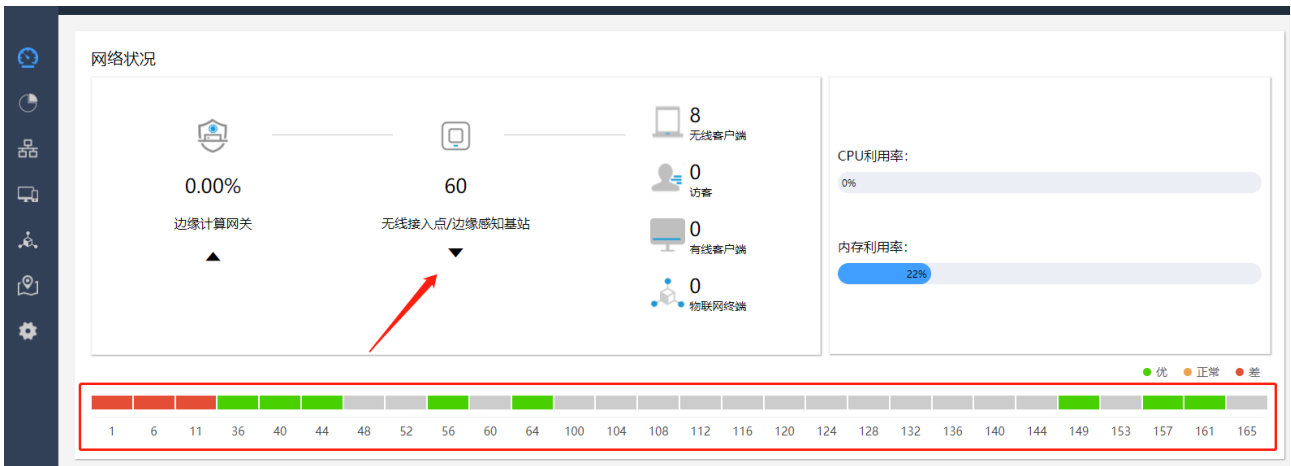 网络状况
0.00%
边缘计算网关
60
无线接入点/边缘感知基站
8
无线客户端
0
访客
0
有线客户端
0
物联网终端
CPU利用率：
0%
内存利用率：
22%
优 正常 差
1 6 11 36 40 44 48 52 56 60 64 100 104 108 112 116 120 124 128 132 136 140 144 149 153 157 161 165